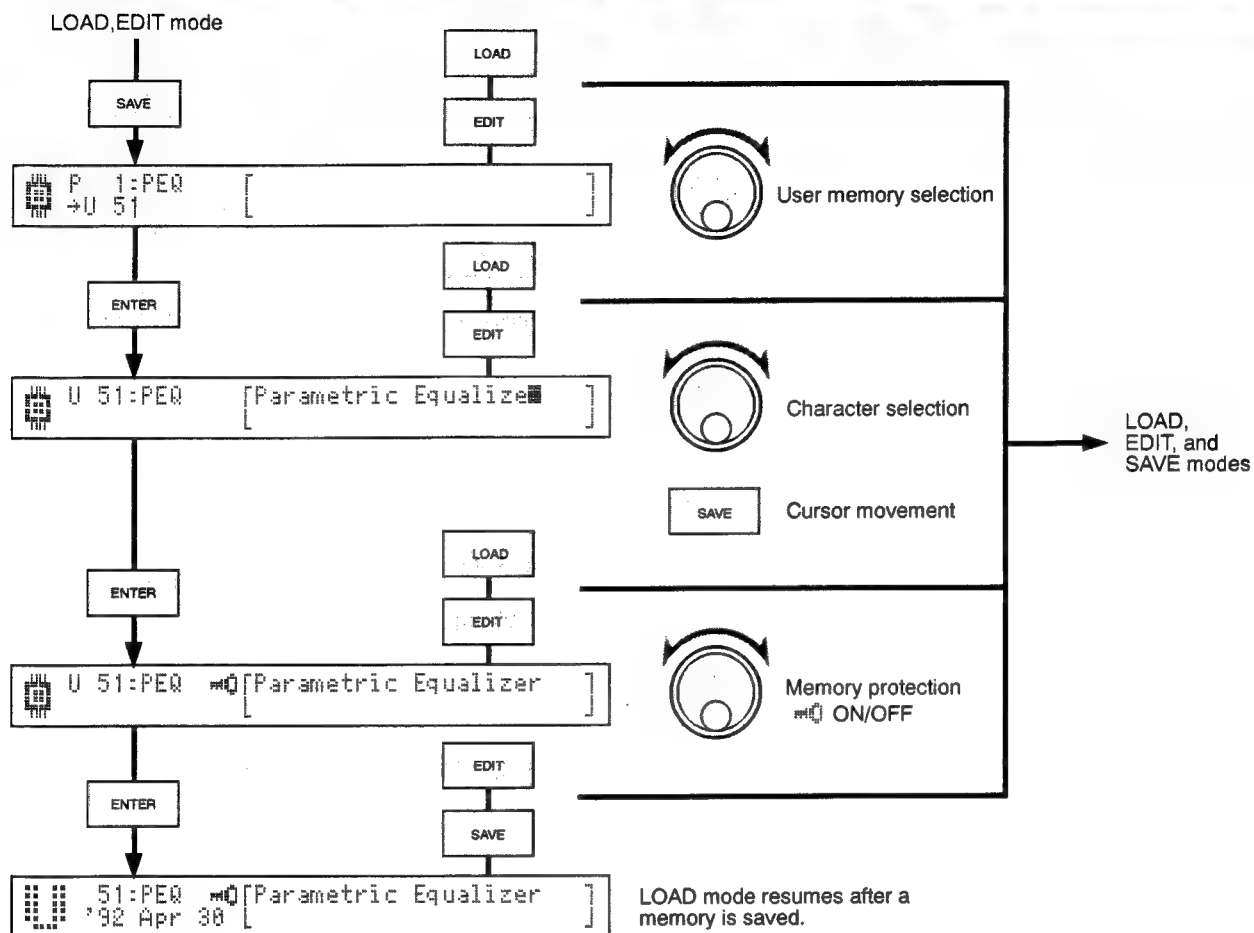 LOAD,EDIT mode
SAVE
LOAD
EDIT
P 1:PEQ [ ]
→U 51
User memory selection
ENTER
LOAD
EDIT
U 51:PEQ [Parametric Equalize■ ]
Character selection
SAVE
Cursor movement
LOAD,
EDIT, and
SAVE modes
ENTER
LOAD
EDIT
U 51:PEQ [Parametric Equalizer ]
Memory protection
ON/OFF
ENTER
EDIT
SAVE
U 51:PEQ [Parametric Equalizer ]
'92 Apr 30
LOAD mode resumes after a
memory is saved.